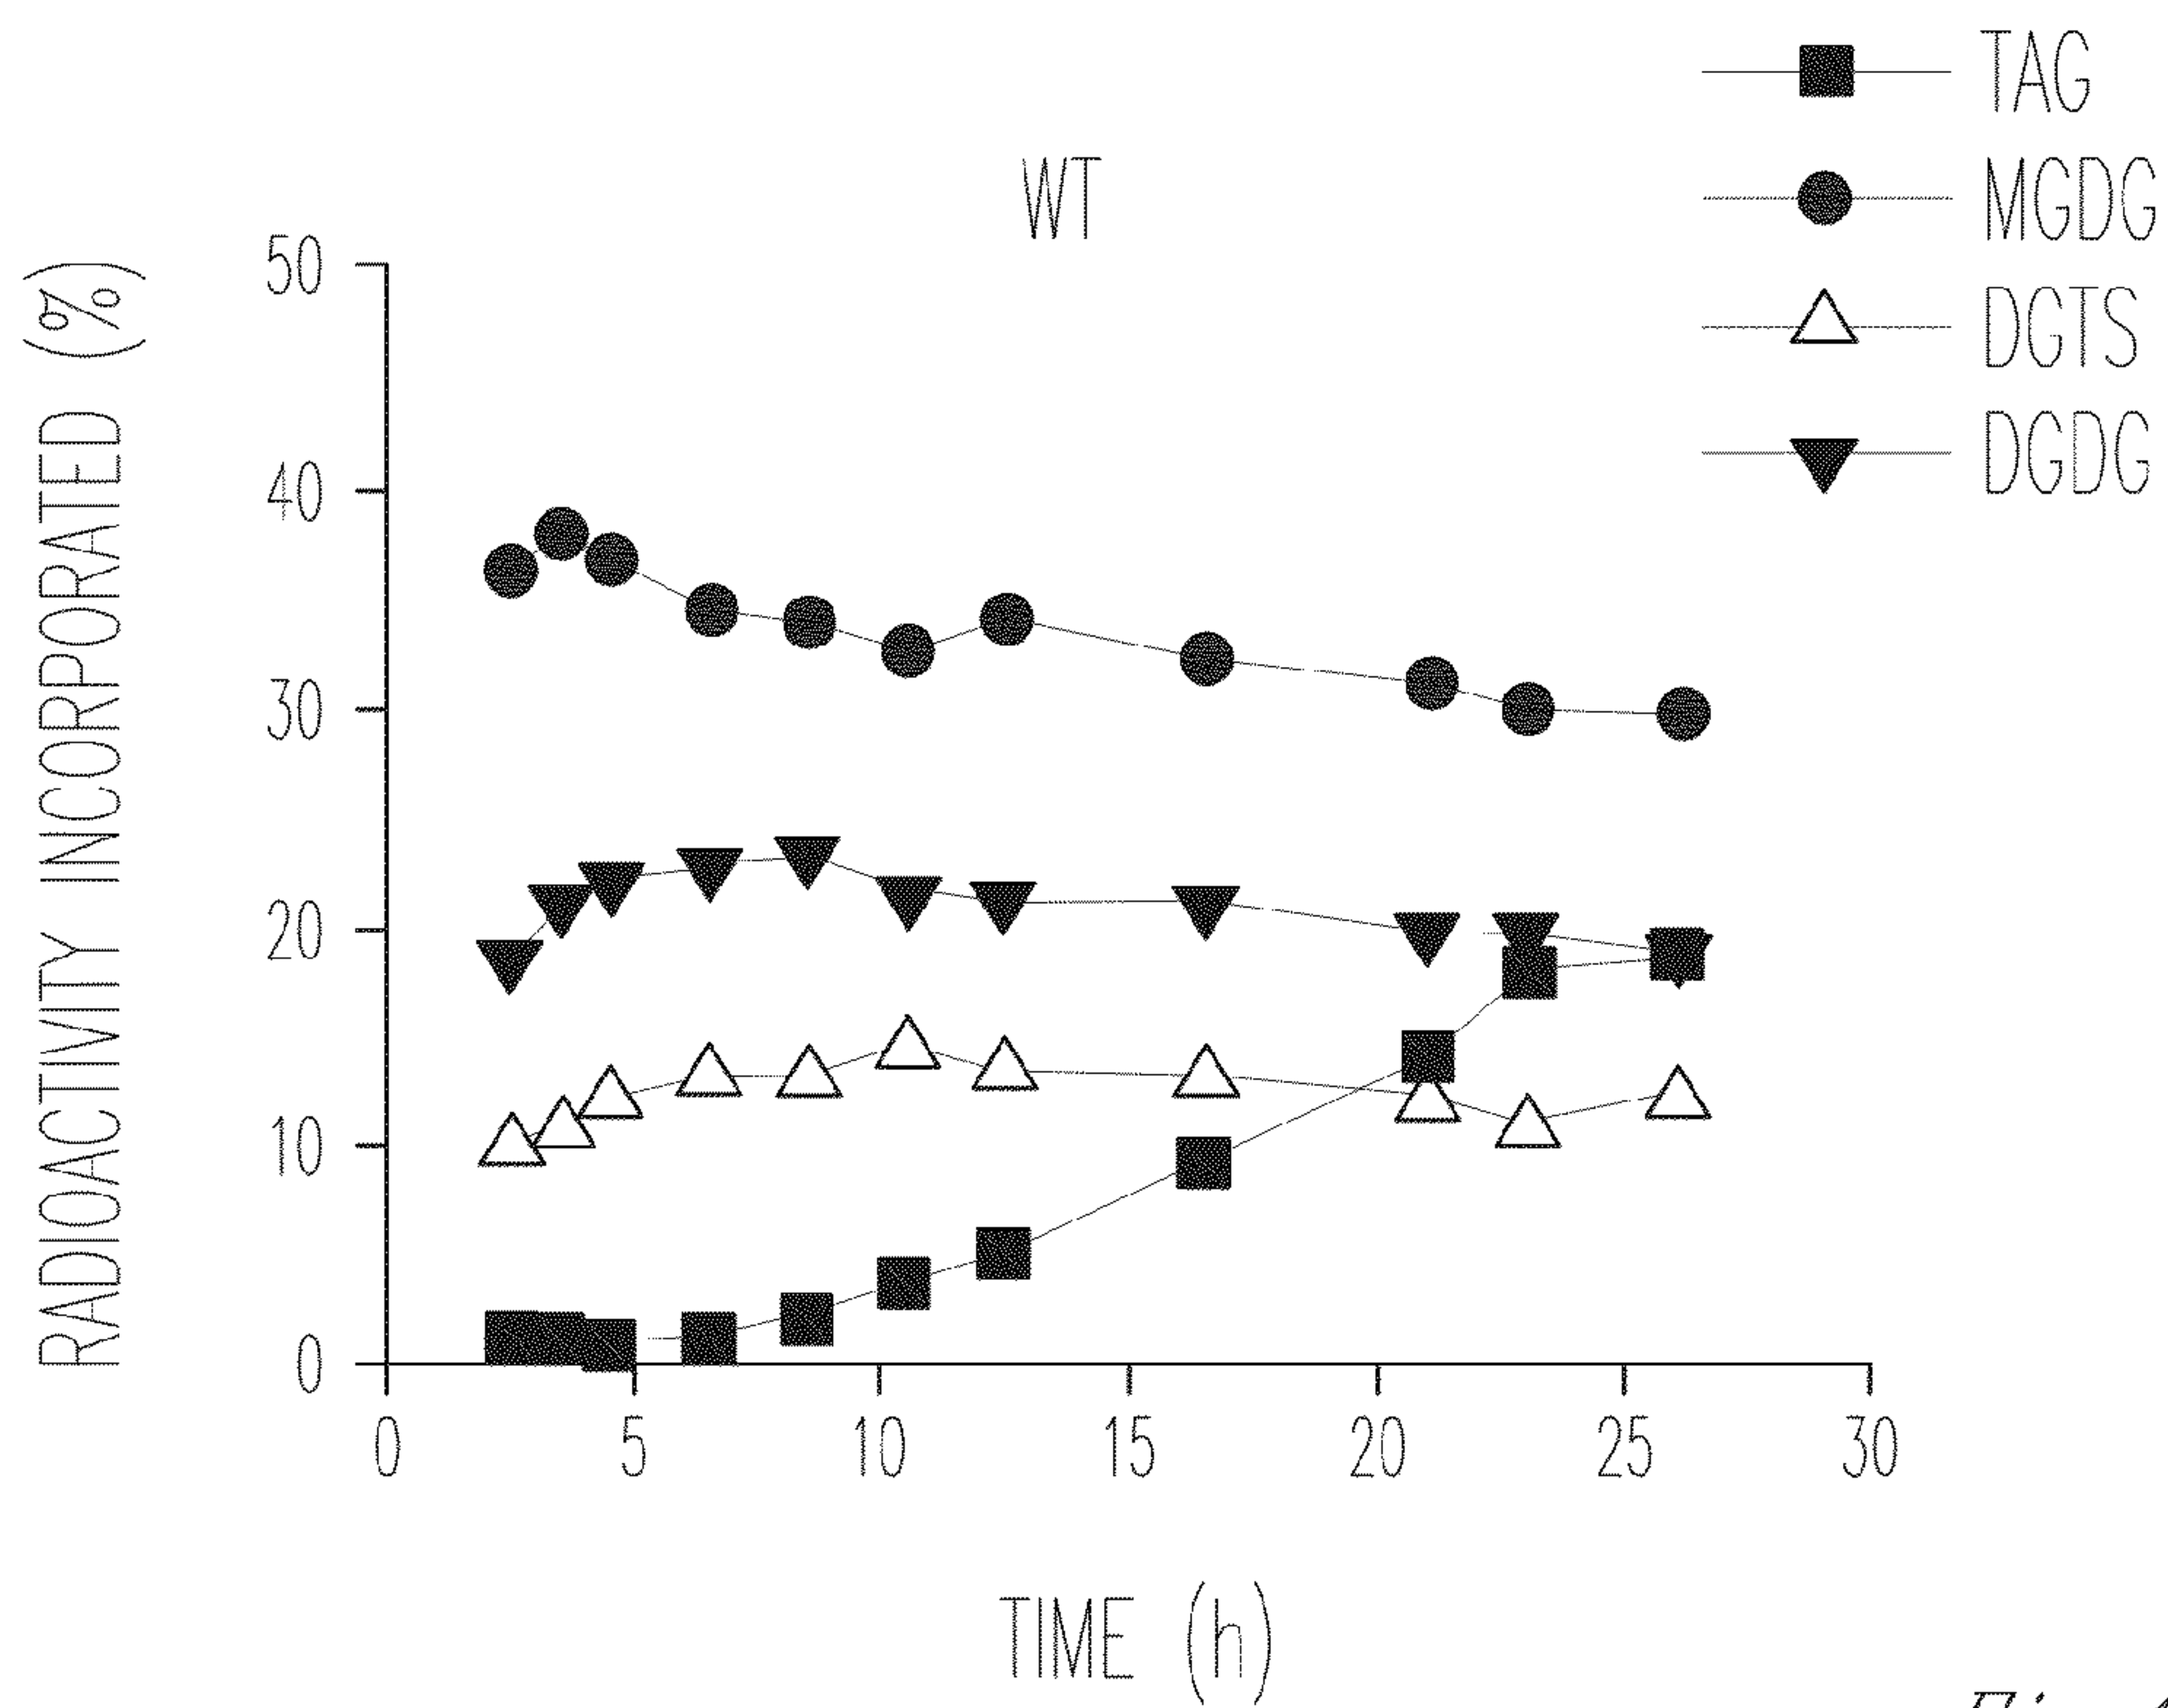 TAG
MGDG
DGTS
DGDG
WT
RADIOACTIVITY INCORPORATED (%)
50
40
30
20
10
0
0 5 10 15 20 25 30
TIME (h)